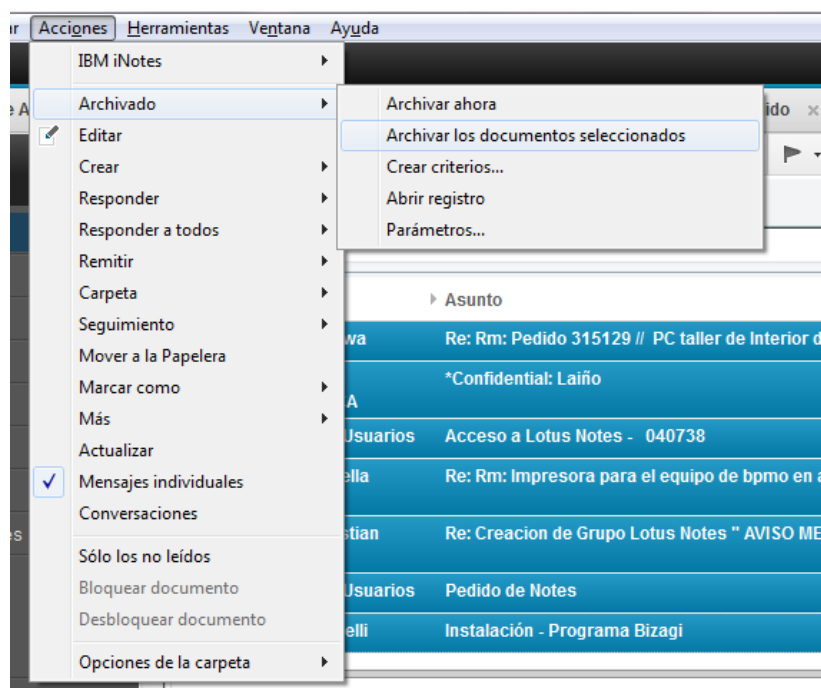 Acciones Herramientas Ventana Ayuda
IBM iNotes
Archivado
Editar
Crear
Responder
Responder a todos
Remitir
Carpeta
Seguimiento
Mover a la Papelera
Marcar como
Más
Actualizar
Mensajes individuales
Conversaciones
Sólo los no leídos
Bloquear documento
Desbloquear documento
Opciones de la carpeta
Archivar ahora
Archivar los documentos seleccionados
Crear criterios...
Abrir registro
Parámetros...
Asunto
Re: Rm: Pedido 315129 // PC taller de Interior d
*Confidential: Laiño
Usuarios Acceso a Lotus Notes - 040738
Re: Rm: Impresora para el equipo de bpmo en a
Re: Creacion de Grupo Lotus Notes " AVISO ME
Usuarios Pedido de Notes
Instalación - Programa Bizagi